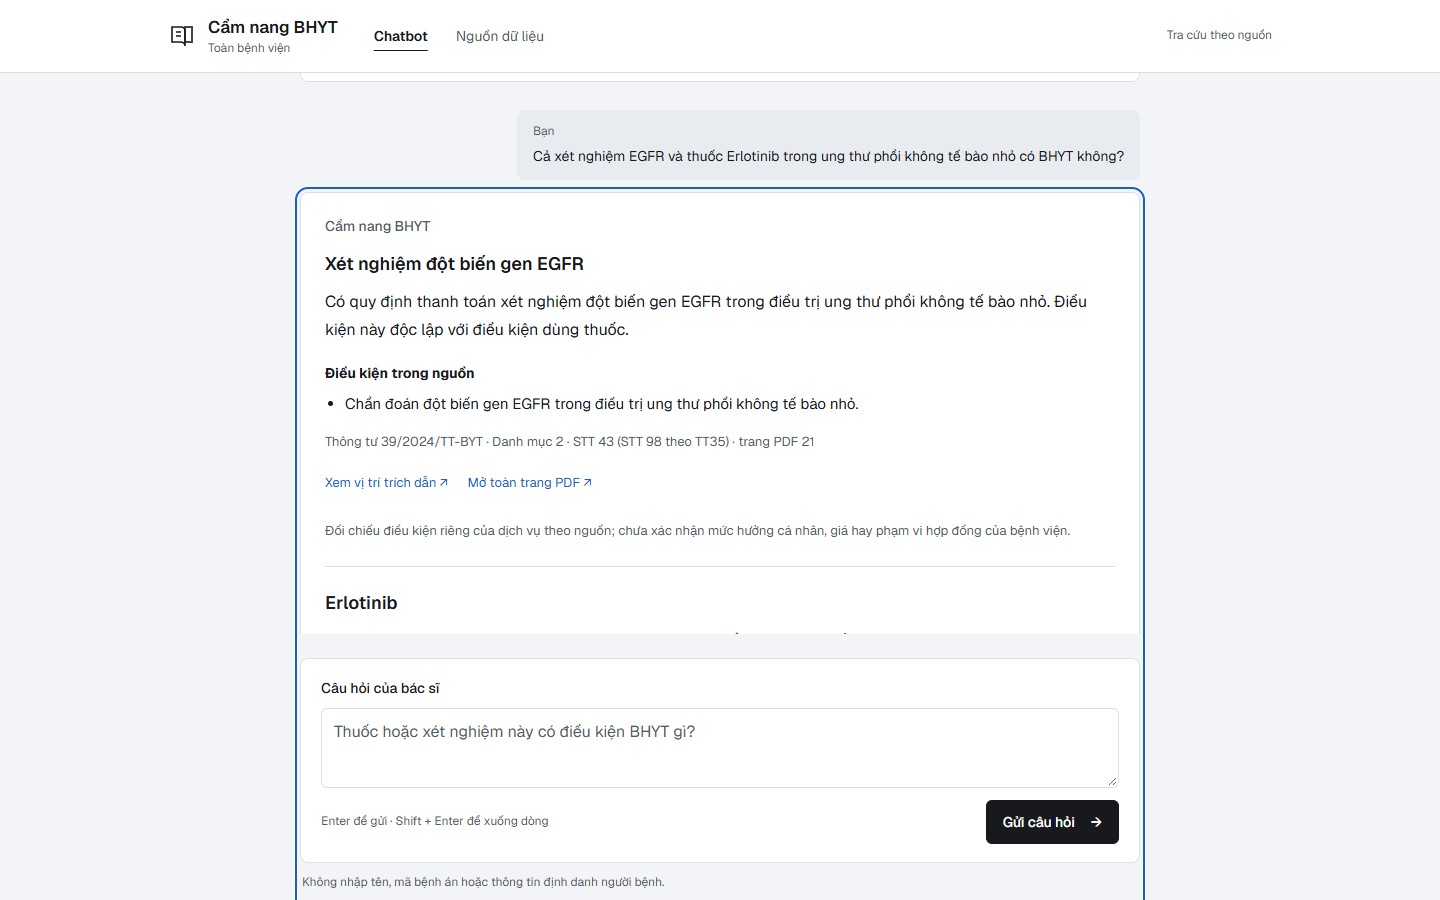 Cẩm nang BHYT
Toàn bệnh viện
Chatbot
Nguồn dữ liệu
Tra cứu theo nguồn
Bạn
Cả xét nghiệm EGFR và thuốc Erlotinib trong ung thư phổi không tế bào nhỏ có BHYT không?
Cẩm nang BHYT
Xét nghiệm đột biến gen EGFR
Có quy định thanh toán xét nghiệm đột biến gen EGFR trong điều trị ung thư phổi không tế bào nhỏ. Điều
kiện này độc lập với điều kiện dùng thuốc.
Điều kiện trong nguồn
• Chẩn đoán đột biến gen EGFR trong điều trị ung thư phổi không tế bào nhỏ.
Thông tư 39/2024/TT-BYT · Danh mục 2 · STT 43 (STT 98 theo TT35) · trang PDF 21
Xem vị trí trích dẫn ↗ Mở toàn trang PDF ↗
Đối chiếu điều kiện riêng của dịch vụ theo nguồn; chưa xác nhận mức hưởng cá nhân, giá hay phạm vi hợp đồng của bệnh viện.
Erlotinib
Câu hỏi của bác sĩ
Thuốc hoặc xét nghiệm này có điều kiện BHYT gì?
Enter để gửi · Shift + Enter để xuống dòng
Gửi câu hỏi →
Không nhập tên, mã bệnh án hoặc thông tin định danh người bệnh.